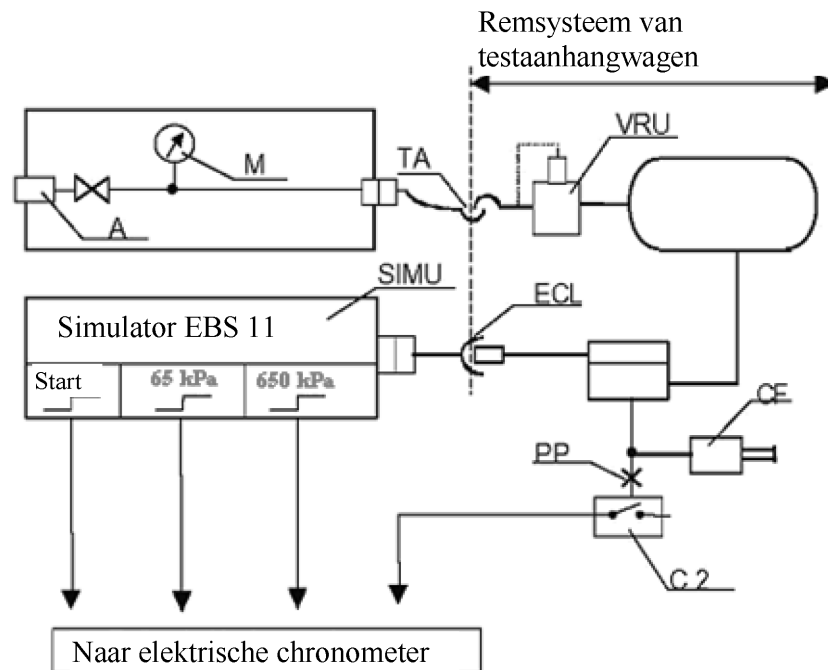 Remsysteem van
testaanhangwagen
VRU
M
TA
A
SIMU
ECL
Simulator EBS 11
Start
65 kPa
650 kPa
CF
PP
C 2
Naar elektrische chronometer